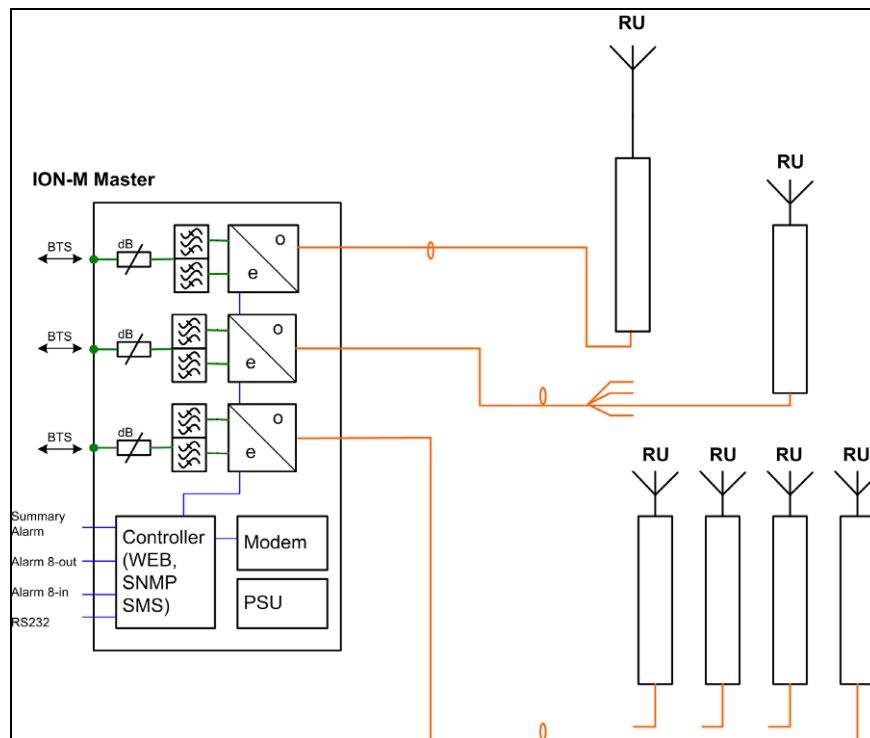 RU
RU
ION-M Master
BTS
dB
o
e
BTS
dB
o
e
BTS
dB
o
e
RU
RU
RU
RU
Summary
Alarm
Alarm 8-out
Alarm 8-in
RS232
Controller
(WEB,
SNMP
SMS)
Modem
PSU